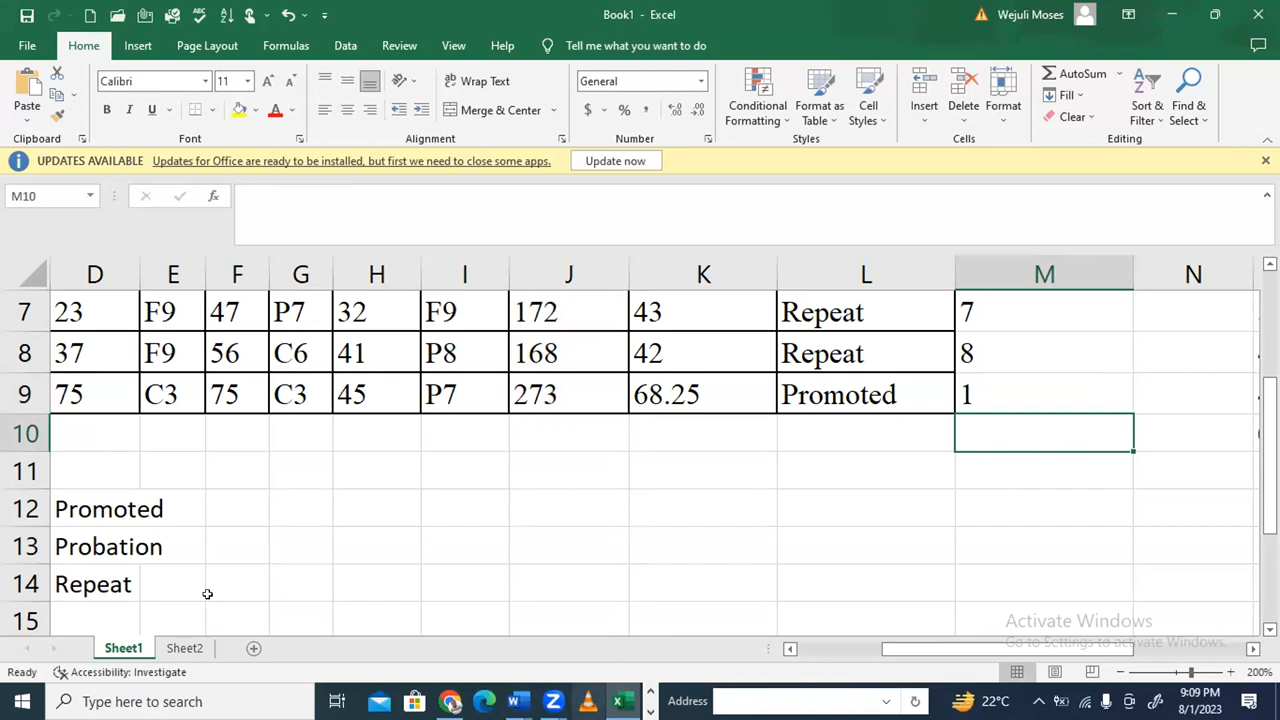 Book1 - Excel
Wejuli Moses
File Home Insert Page Layout Formulas Data Review View Help Tell me what you want to do
Paste
Calibri 11
B I U A
Wrap Text
Merge & Center
General
$ % ,
Conditional Formatting
Format as Table
Cell Styles
Insert Delete Format
AutoSum
Fill
Clear
Sort & Filter
Find & Select
Clipboard Font Alignment Number Styles Cells Editing
UPDATES AVAILABLE Updates for Office are ready to be installed, but first we need to close some apps. Update now
M10 fx
D E F G H I J K L M N
7 23 F9 47 P7 32 F9 172 43 Repeat 7
8 37 F9 56 C6 41 P8 168 42 Repeat 8
9 75 C3 75 C3 45 P7 273 68.25 Promoted 1
10
11
12 Promoted
13 Probation
14 Repeat
15
Activate Windows
Go to Settings to activate Windows.
Sheet1 Sheet2
Ready Accessibility: Investigate 200%
Type here to search
Address
22°C
9:09 PM
8/1/2023